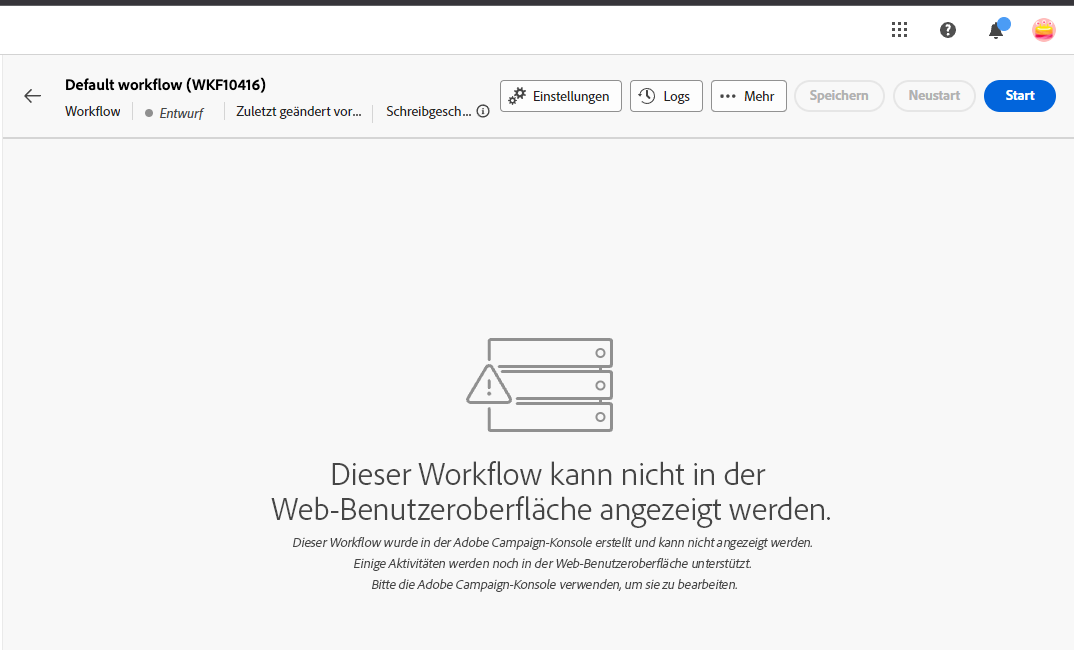 Default workflow (WKF10416)
Workflow
Entwurf
Zuletzt geändert vor...
Schreibgesch...
Einstellungen
Logs
Mehr
Speichern
Neustart
Start
Dieser Workflow kann nicht in der
Web-Benutzeroberfläche angezeigt werden.
Dieser Workflow wurde in der Adobe Campaign-Konsole erstellt und kann nicht angezeigt werden.
Einige Aktivitäten werden noch in der Web-Benutzeroberfläche unterstützt.
Bitte die Adobe Campaign-Konsole verwenden, um sie zu bearbeiten.